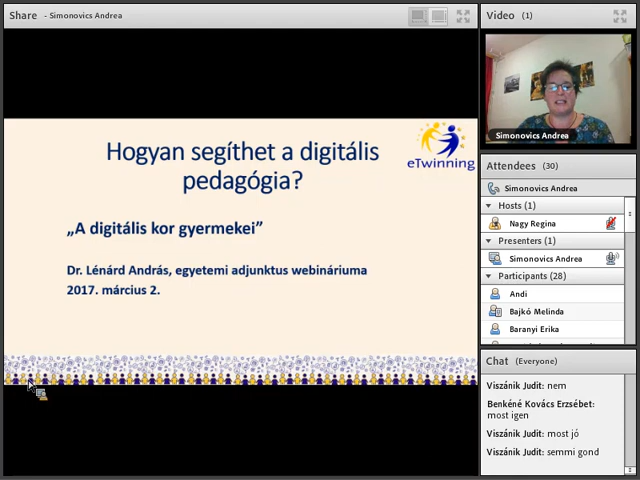 Share - Simonovics Andrea
Hogyan segíthet a digitális
pedagógia?
eTwinning
„A digitális kor gyermekei”
Dr. Lénárd András, egyetemi adjunktus webináriuma
2017. március 2.
Video (1)
Simonovics Andrea
Attendees (30)
Simonovics Andrea
Hosts (1)
Nagy Regina
Presenters (1)
Simonovics Andrea
Participants (28)
Andi
Bajkó Melinda
Baranyi Erika
Chat (Everyone)
Viszánik Judit: nem
Benkéné Kovács Erzsébet:
most igen
Viszánik Judit: most jó
Viszánik Judit: semmi gond